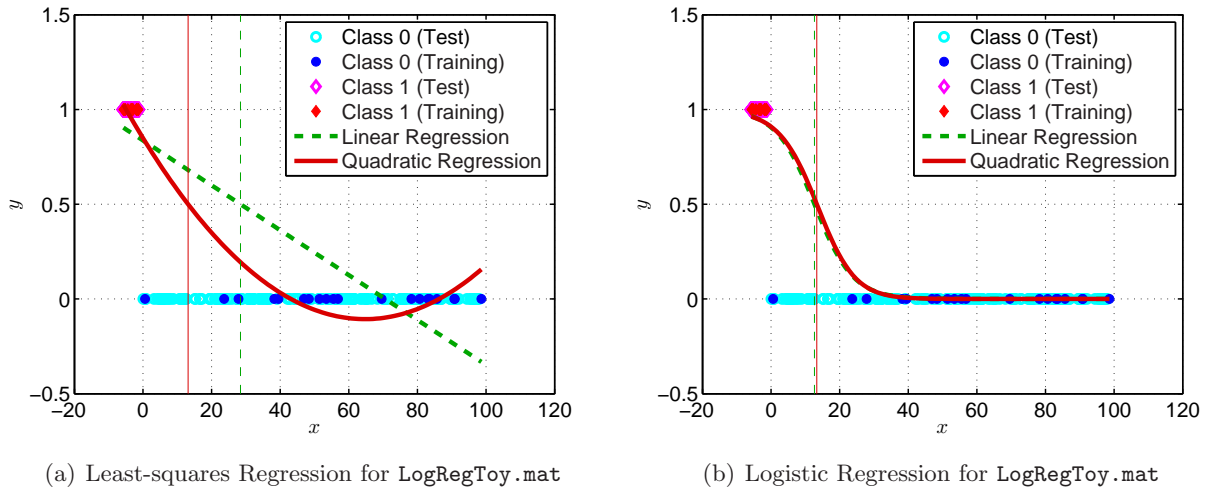 1.5
1
0.5
0
−0.5
−20 0 20 40 60 80 100 120
x
y
Class 0 (Test)
Class 0 (Training)
Class 1 (Test)
Class 1 (Training)
Linear Regression
Quadratic Regression
(a) Least-squares Regression for LogRegToy.mat
1.5
1
0.5
0
−0.5
−20 0 20 40 60 80 100 120
x
y
Class 0 (Test)
Class 0 (Training)
Class 1 (Test)
Class 1 (Training)
Linear Regression
Quadratic Regression
(b) Logistic Regression for LogRegToy.mat